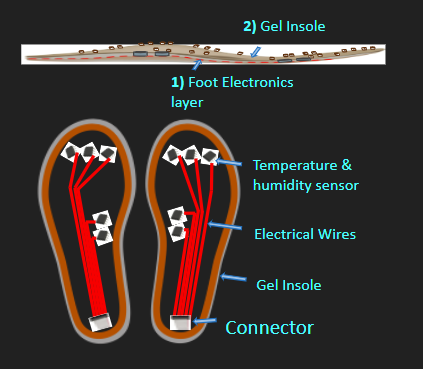 2) Gel Insole
1) Foot Electronics
layer
Temperature &
humidity sensor
Electrical Wires
Gel Insole
Connector